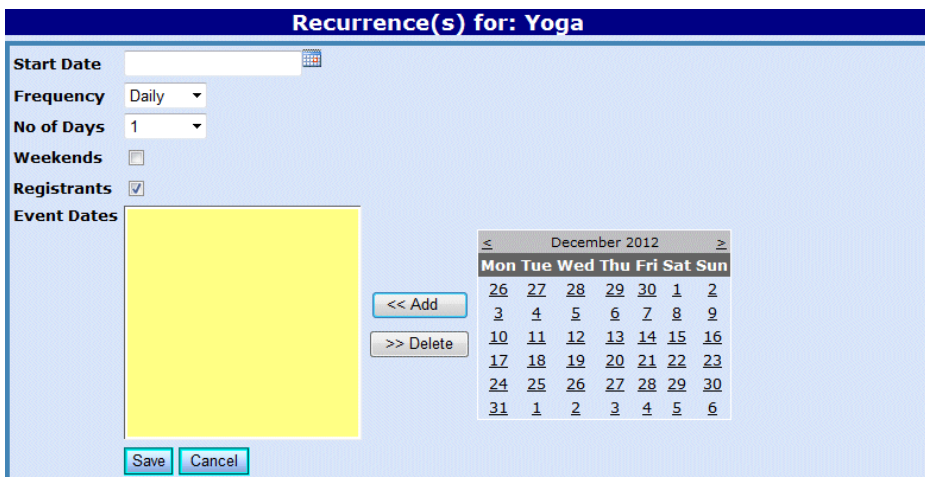 Recurrence(s) for: Yoga
Start Date
Frequency Daily
No of Days 1
Weekends
Registrants
Event Dates
< December 2012 >
Mon Tue Wed Thu Fri Sat Sun
26 27 28 29 30 1 2
<< Add
3 4 5 6 7 8 9
10 11 12 13 14 15 16
>> Delete
17 18 19 20 21 22 23
24 25 26 27 28 29 30
31 1 2 3 4 5 6
Save Cancel